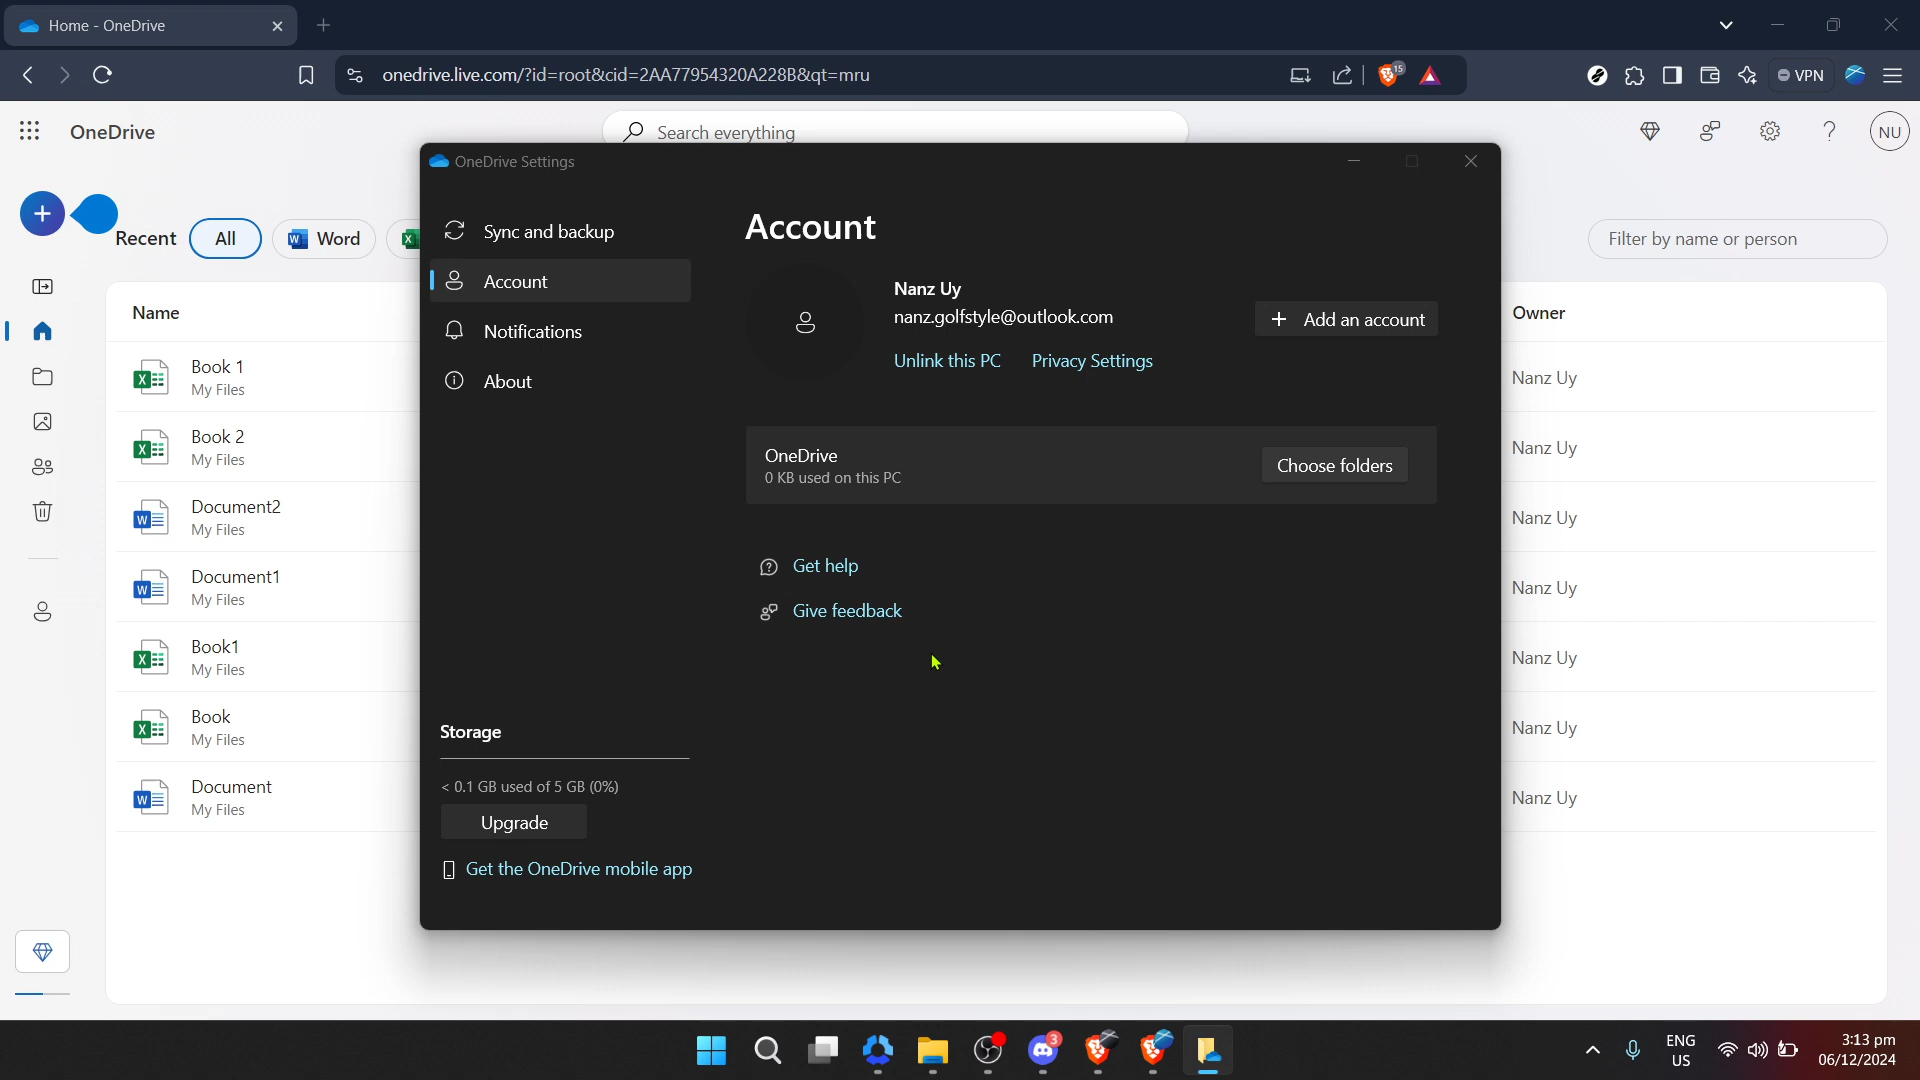 Home - OneDrive
onedrive.live.com/?id=root&cid=2AA77954320A228B&qt=mru
15
VPN
OneDrive
Search everything
NU
OneDrive Settings
Recent
All
Word
Filter by name or person
Name
Owner
Book 1
My Files
Nanz Uy
Book 2
My Files
Nanz Uy
Document2
My Files
Nanz Uy
Document1
My Files
Nanz Uy
Book1
My Files
Nanz Uy
Book
My Files
Nanz Uy
Document
My Files
Nanz Uy
Sync and backup
Account
Notifications
About
Account
Nanz Uy
nanz.golfstyle@outlook.com
Unlink this PC
Privacy Settings
Add an account
OneDrive
0 KB used on this PC
Choose folders
Get help
Give feedback
Storage
< 0.1 GB used of 5 GB (0%)
Upgrade
Get the OneDrive mobile app
3
ENG
US
3:13 pm
06/12/2024